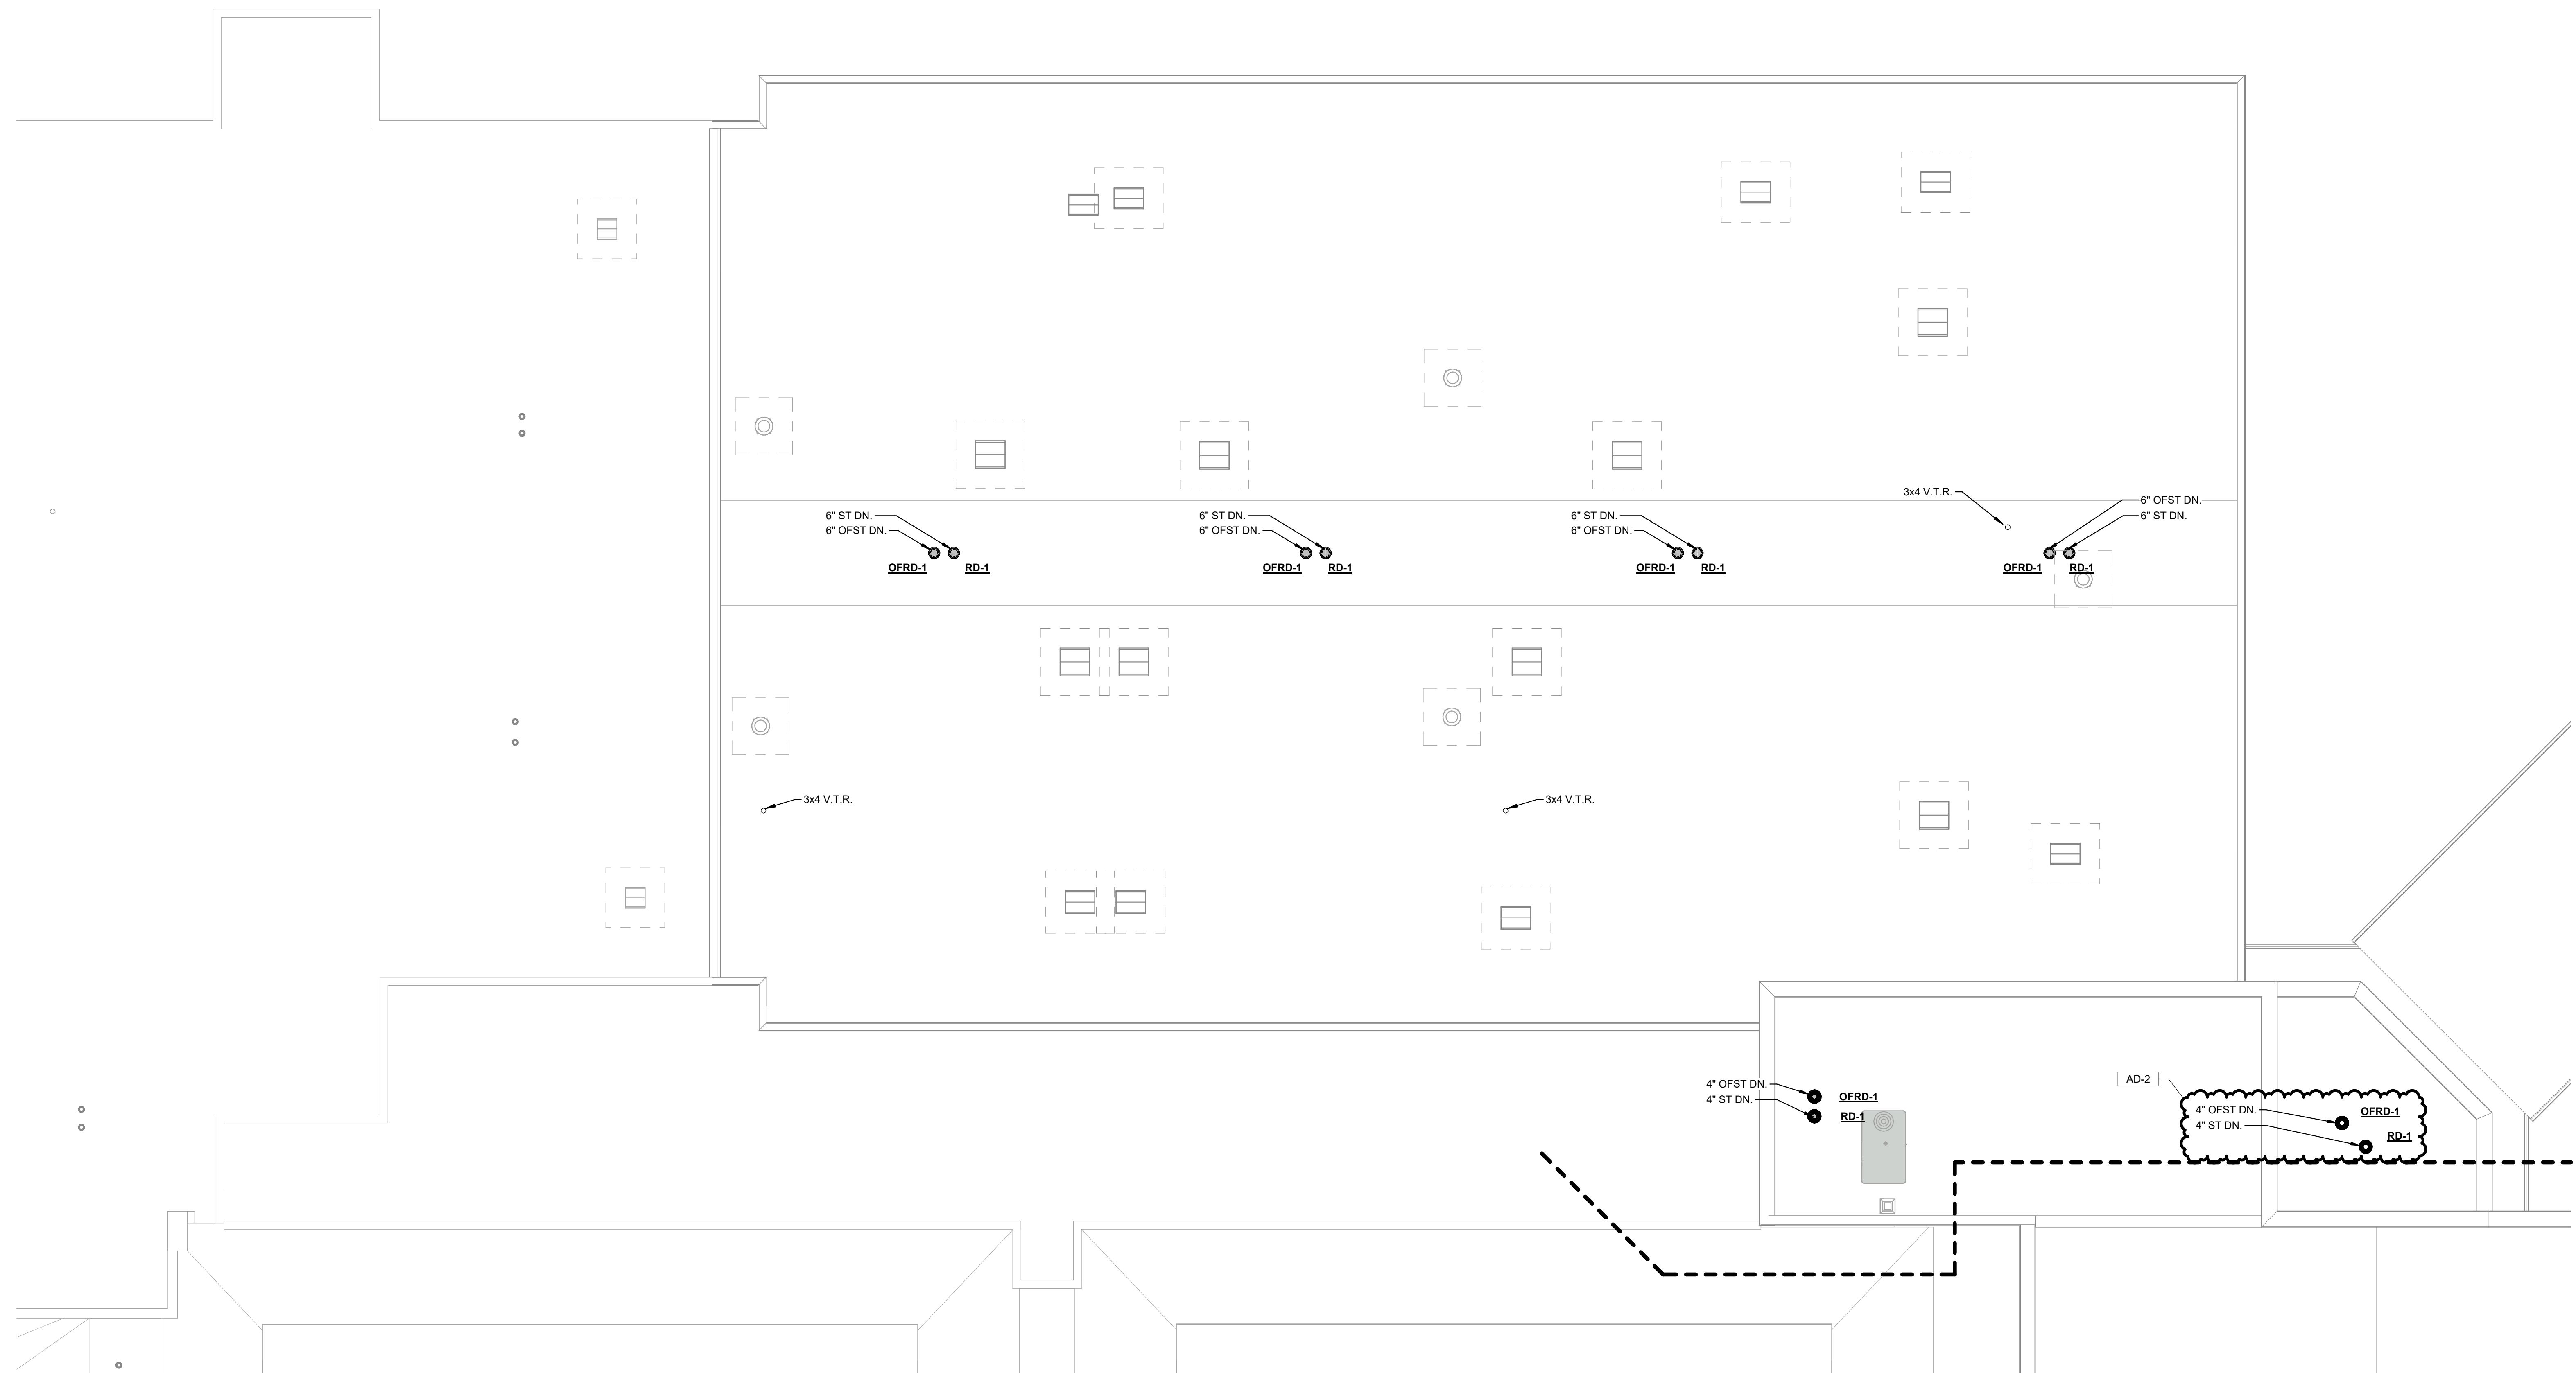 3x4 V.T.R.
6" OFST DN.
6" ST DN.
6" ST DN.
6" OFST DN.
6" ST DN.
6" OFST DN.
6" ST DN.
6" OFST DN.
OFRD-1
RD-1
OFRD-1
RD-1
OFRD-1
RD-1
OFRD-1
RD-1
3x4 V.T.R.
3x4 V.T.R.
4" OFST DN.
4" ST DN.
OFRD-1
RD-1
AD-2
4" OFST DN.
4" ST DN.
OFRD-1
RD-1